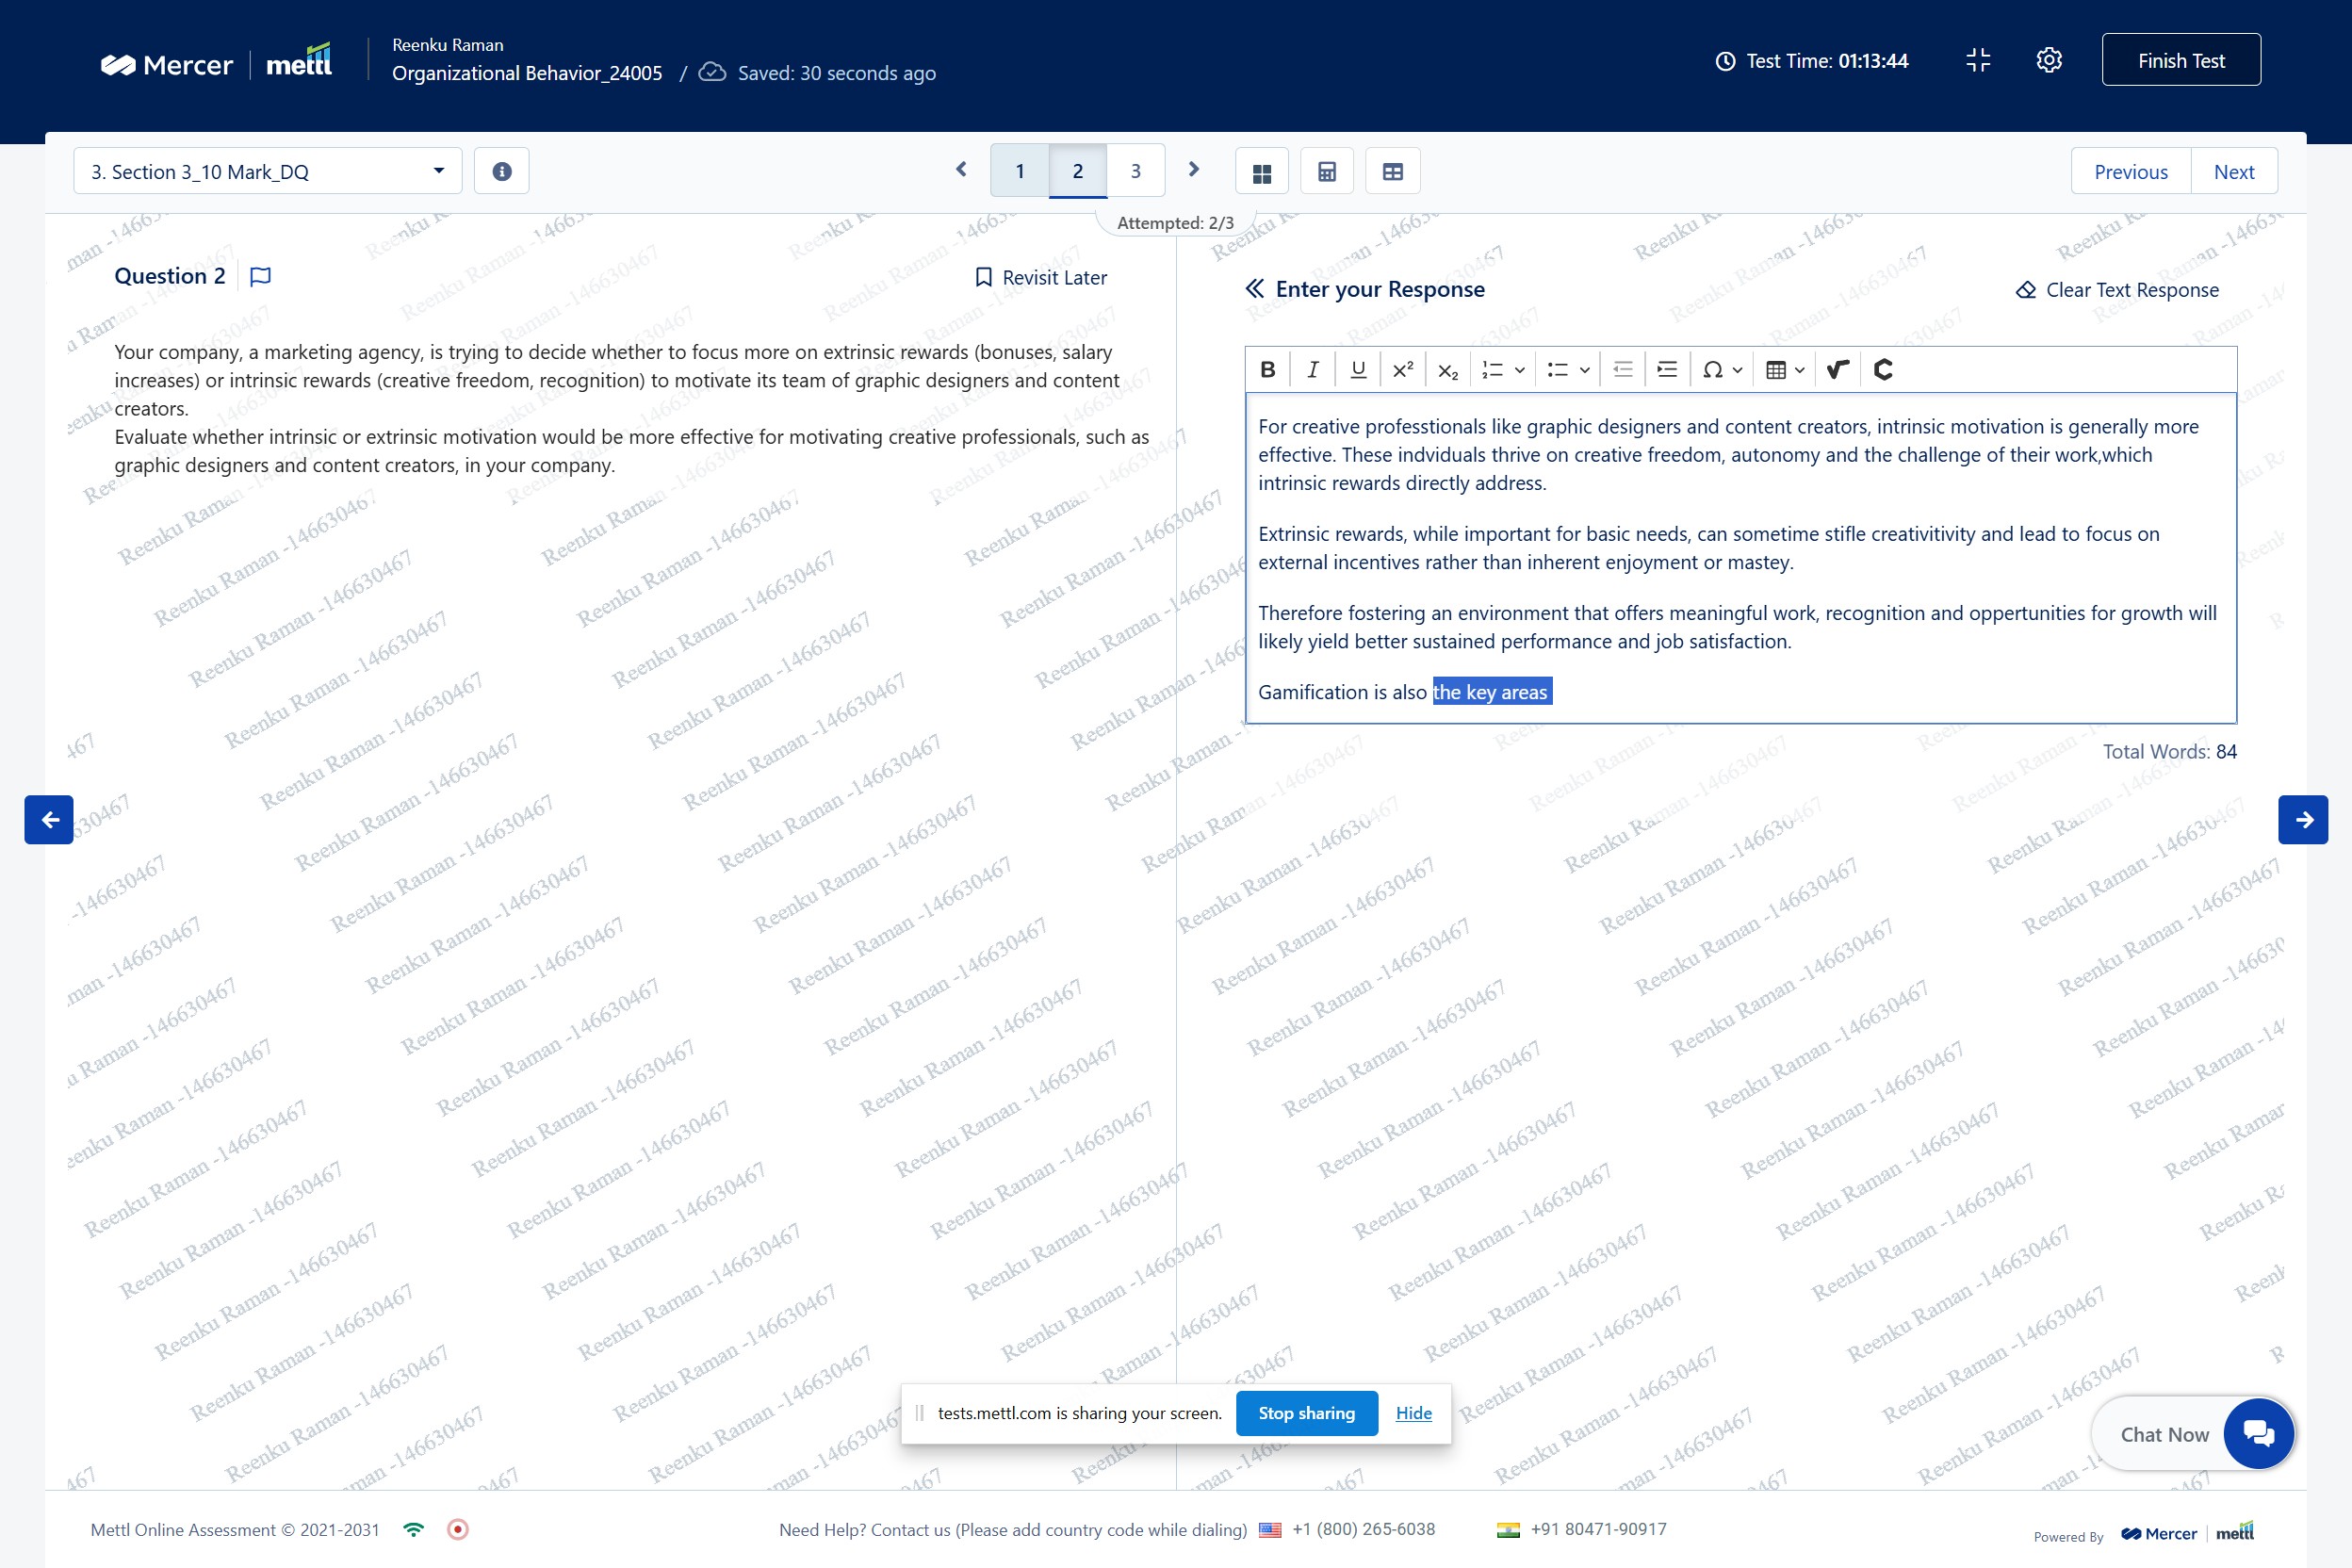 Mercer | mettl
Reenku Raman
Organizational Behavior_24005 / Saved: 30 seconds ago
Test Time: 01:13:44
Finish Test
3. Section 3_10 Mark_DQ
1 2 3
Previous Next
Attempted: 2/3
Question 2
Revisit Later
Your company, a marketing agency, is trying to decide whether to focus more on extrinsic rewards (bonuses, salary
increases) or intrinsic rewards (creative freedom, recognition) to motivate its team of graphic designers and content
creators.
Evaluate whether intrinsic or extrinsic motivation would be more effective for motivating creative professionals, such as
graphic designers and content creators, in your company.
Enter your Response
Clear Text Response
B I U x² x₂ Ω
For creative professtionals like graphic designers and content creators, intrinsic motivation is generally more
effective. These indviduals thrive on creative freedom, autonomy and the challenge of their work,which
intrinsic rewards directly address.
Extrinsic rewards, while important for basic needs, can sometime stifle creativitivity and lead to focus on
external incentives rather than inherent enjoyment or mastey.
Therefore fostering an environment that offers meaningful work, recognition and oppertunities for growth will
likely yield better sustained performance and job satisfaction.
Gamification is also the key areas
Total Words: 84
Reenku Raman -146630467
tests.mettl.com is sharing your screen. Stop sharing Hide
Chat Now
Mettl Online Assessment © 2021-2031
Need Help? Contact us (Please add country code while dialing) +1 (800) 265-6038 +91 80471-90917
Powered By Mercer | mettl